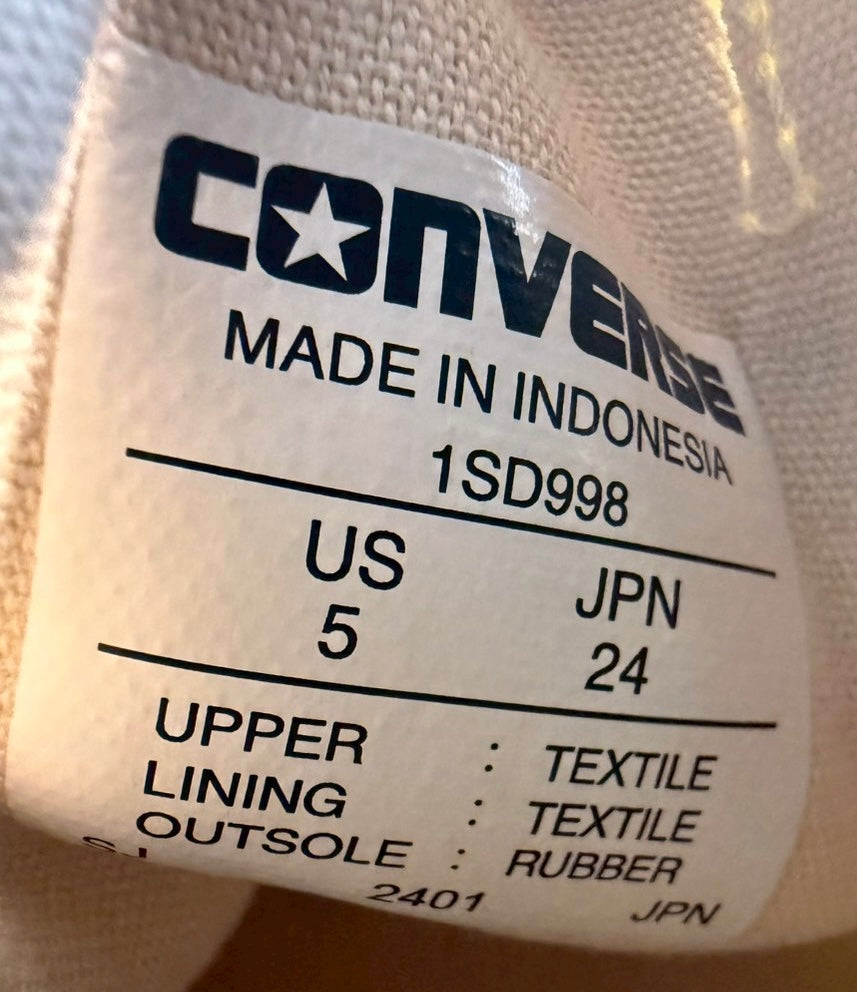 CONVERSE
MADE IN INDONESIA
1SD998
US JPN
5 24
UPPER : TEXTILE
LINING : TEXTILE
OUTSOLE : RUBBER
2401 JPN